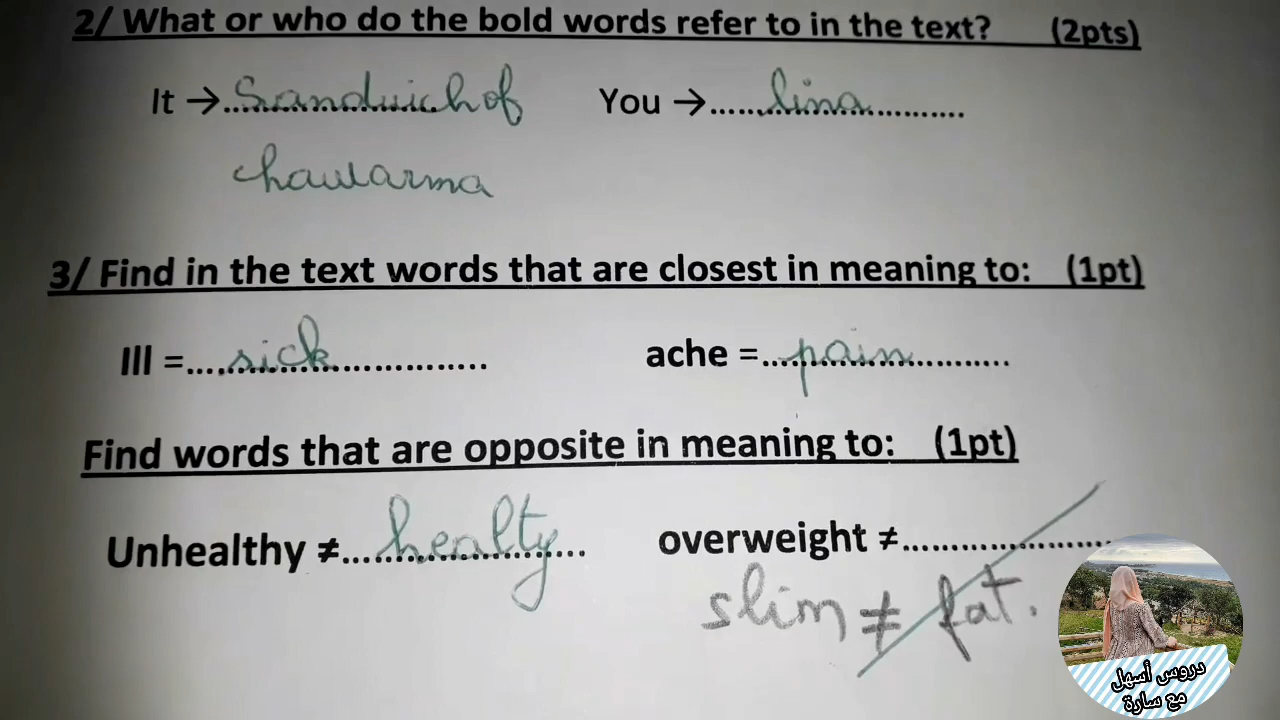 2/ What or who do the bold words refer to in the text? (2pts)
It →..Sandwich of You →.....lina..........
chawarma
3/ Find in the text words that are closest in meaning to: (1pt)
Ill =....sick............... ache =..pain..........
Find words that are opposite in meaning to: (1pt)
Unhealthy ≠...healty... overweight ≠......................
slim ≠ fat.
دروس أسهل
مع سارة